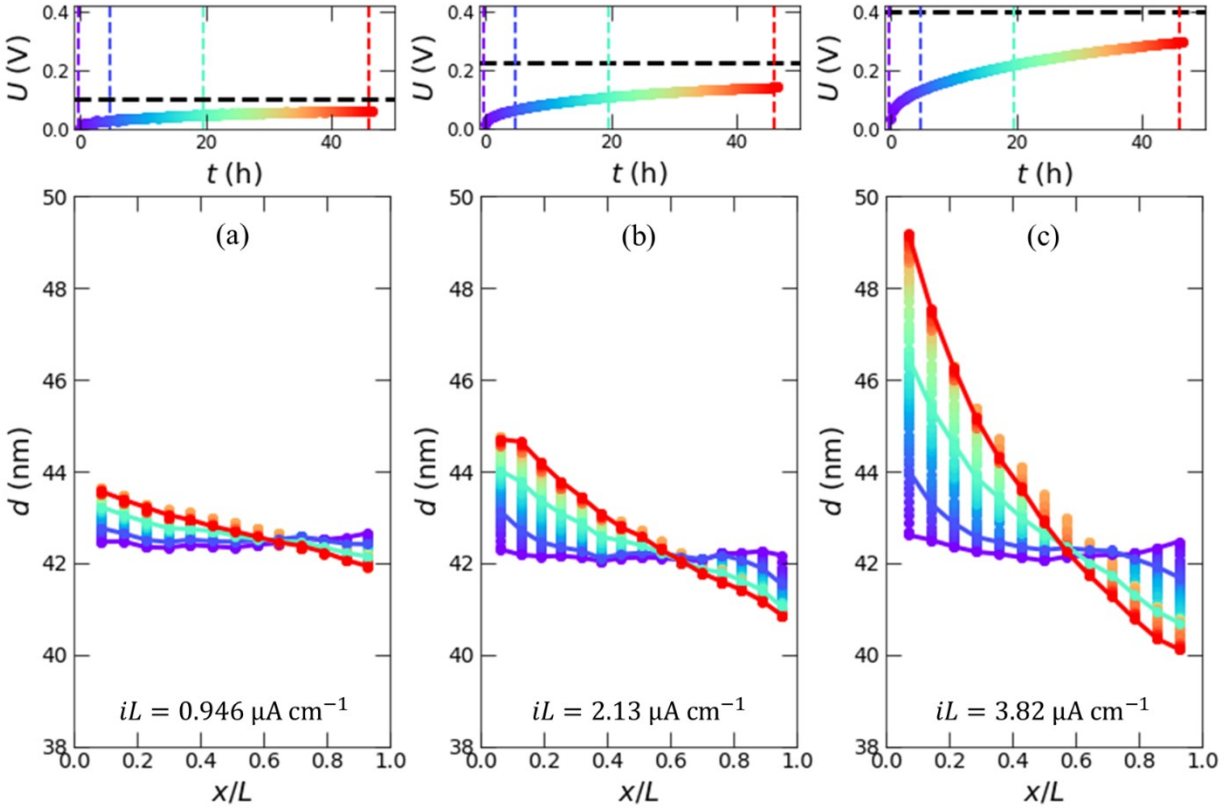 U (V)
0.4
0.2
0.0
0
20
40
t (h)
U (V)
0.4
0.2
0.0
0
20
40
t (h)
U (V)
0.4
0.2
0.0
0
20
40
t (h)
(a)
d (nm)
50
48
46
44
42
40
38
iL = 0.946 μA cm⁻¹
0.0 0.2 0.4 0.6 0.8 1.0
x/L
(b)
d (nm)
50
48
46
44
42
40
38
iL = 2.13 μA cm⁻¹
0.0 0.2 0.4 0.6 0.8 1.0
x/L
(c)
d (nm)
50
48
46
44
42
40
38
iL = 3.82 μA cm⁻¹
0.0 0.2 0.4 0.6 0.8 1.0
x/L